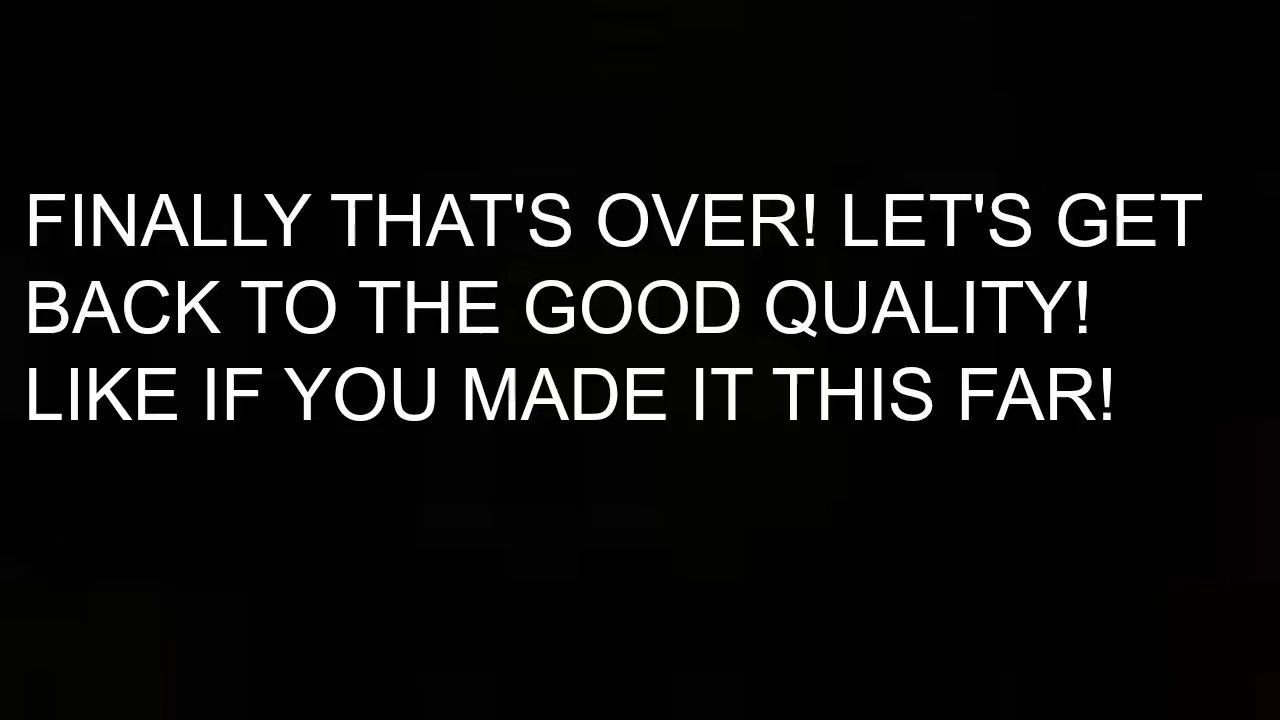 FINALLY THAT'S OVER! LET'S GET
BACK TO THE GOOD QUALITY!
LIKE IF YOU MADE IT THIS FAR!